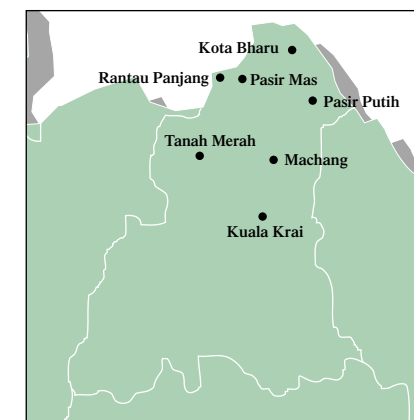 Kota Bharu
Rantau Panjang
Pasir Mas
Pasir Putih
Tanah Merah
Machang
Kuala Krai